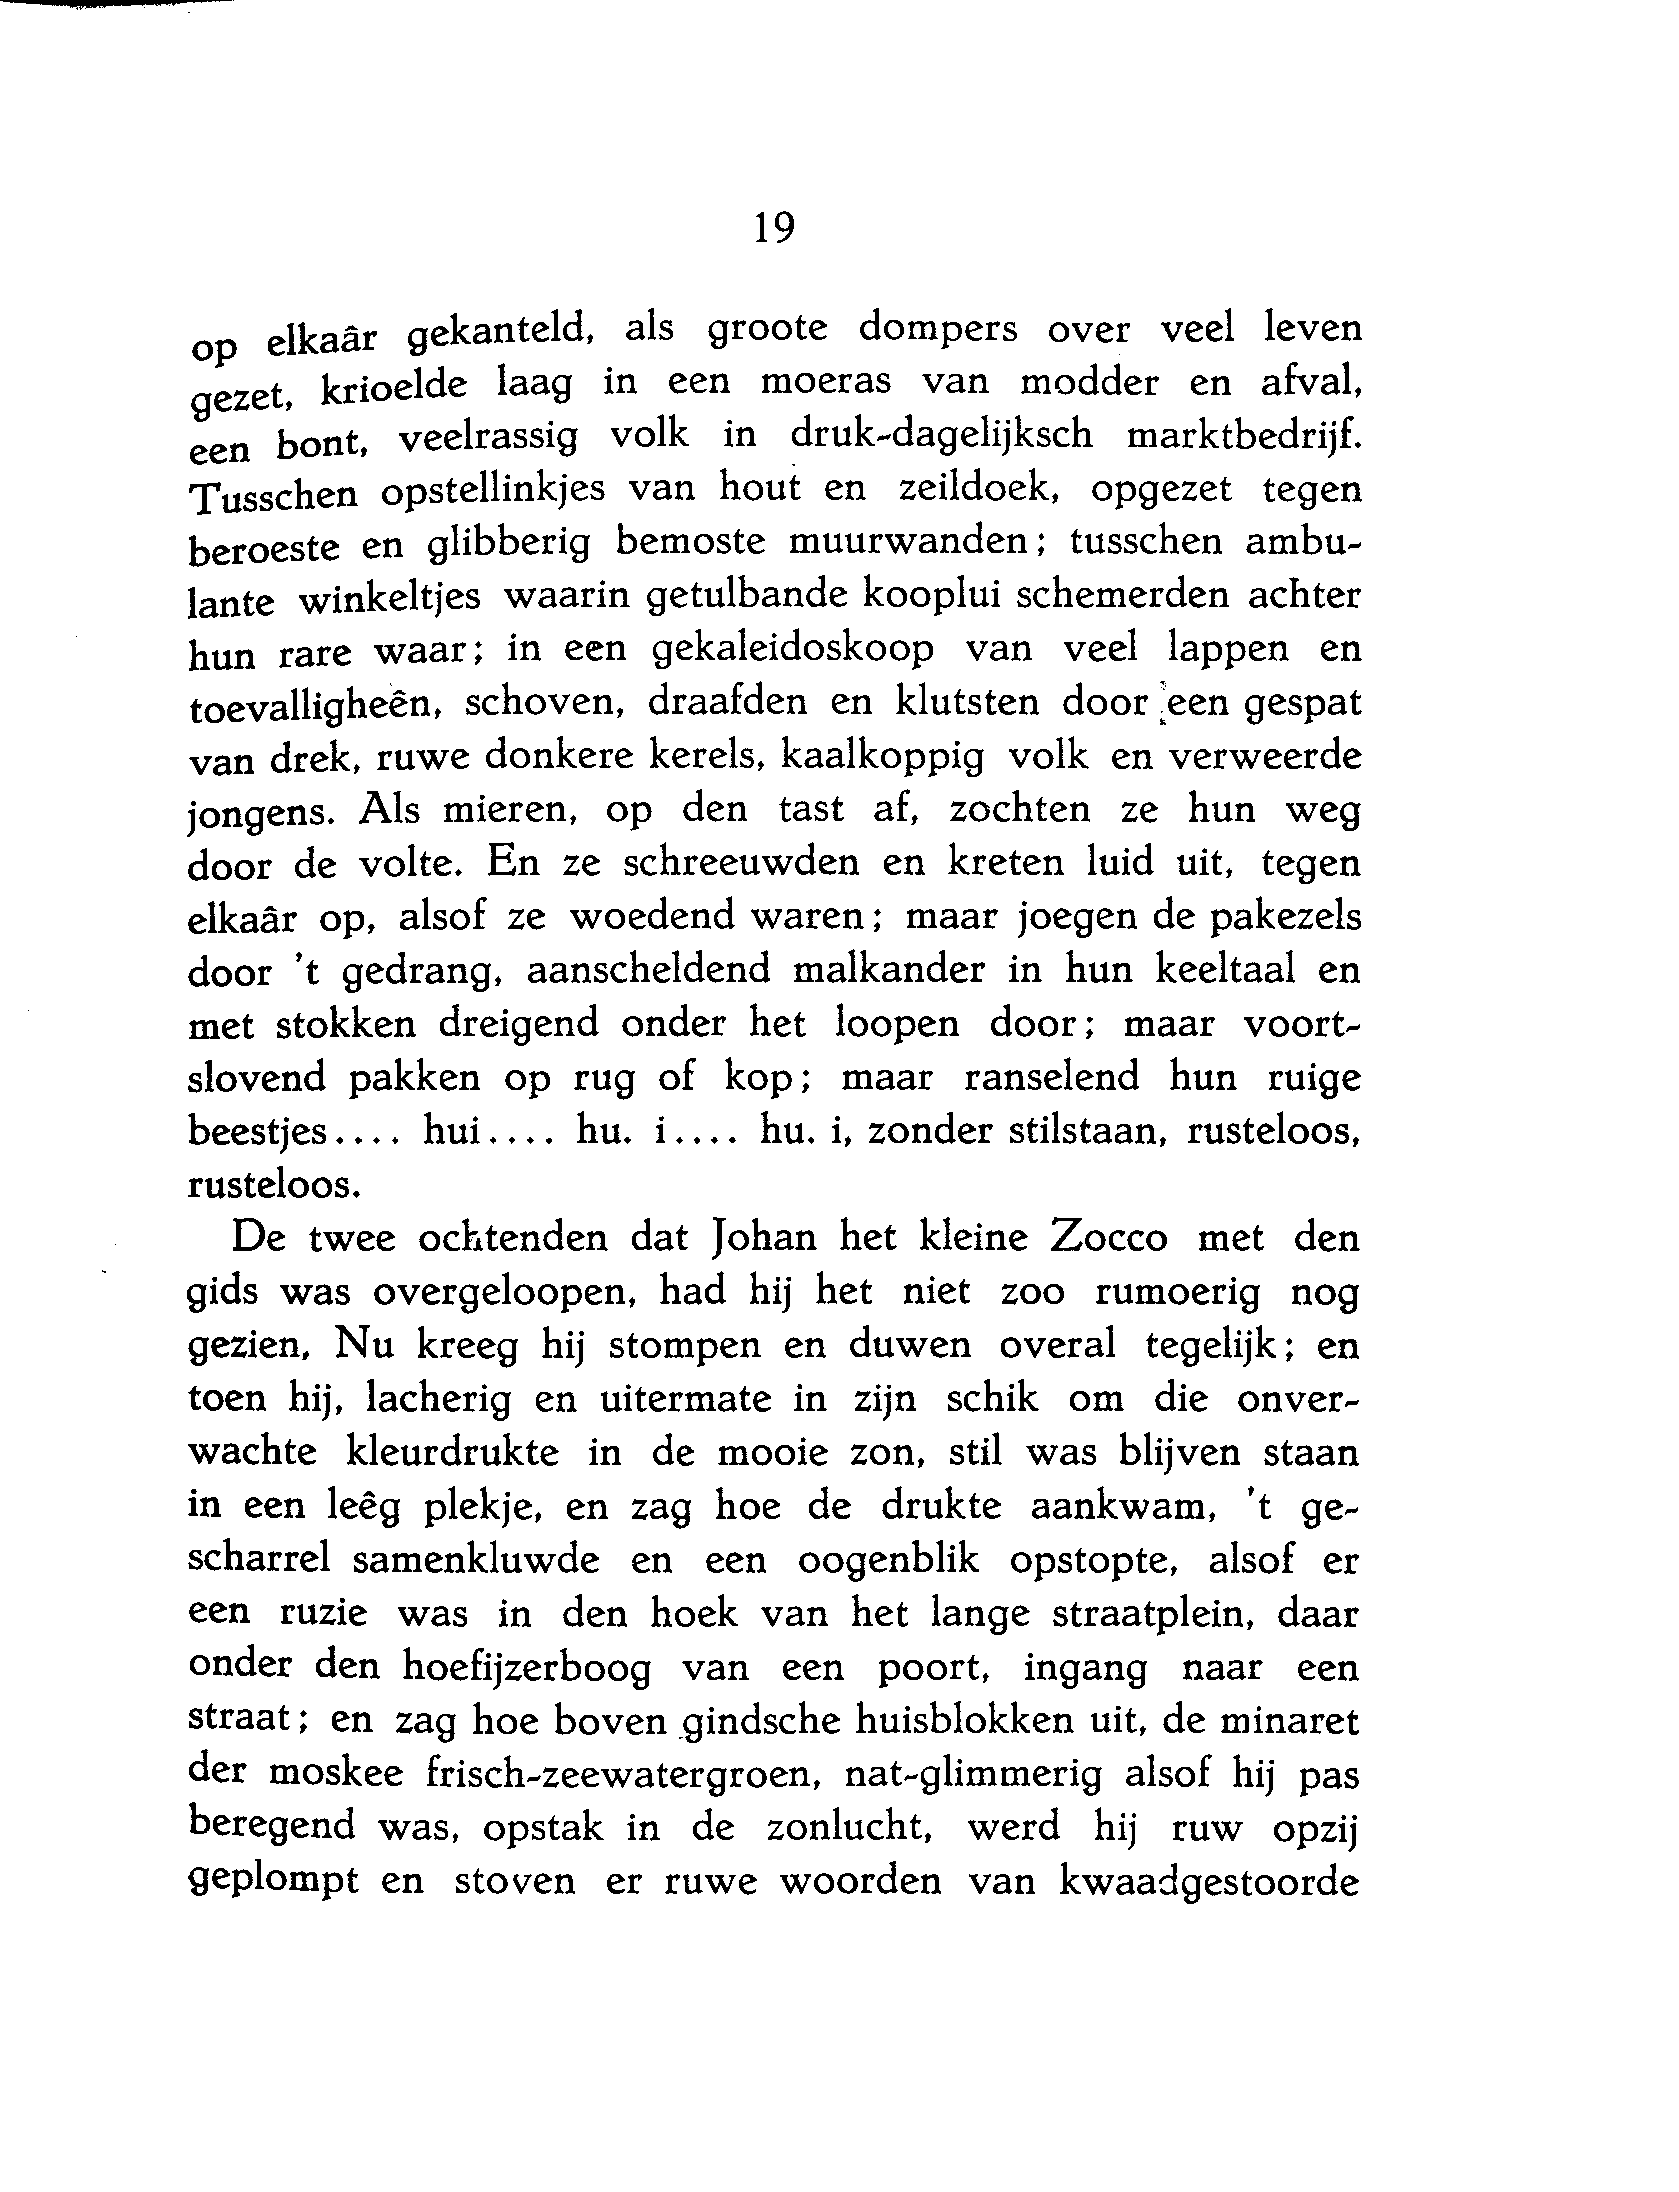 19
op elkaâr gekanteld, als groote dompers over veel leven
gezet, krioelde laag in een moeras van modder en afval,
een bont, veelrassig volk in druk-dagelijksch marktbedrijf.
Tusschen opstellinkjes van hout en zeildoek, opgezet tegen
beroeste en glibberig bemoste muurwanden; tusschen ambu-
lante winkeltjes waarin getulbande kooplui schemerden achter
hun rare waar; in een gekaleidoskoop van veel lappen en
toevalligheên, schoven, draafden en klutsten door een gespat
van drek, ruwe donkere kerels, kaalkoppig volk en verweerde
jongens. Als mieren, op den tast af, zochten ze hun weg
door de volte. En ze schreeuwden en kreten luid uit, tegen
elkaâr op, alsof ze woedend waren; maar joegen de pakezels
door 't gedrang, aanscheldend malkander in hun keeltaal en
met stokken dreigend onder het loopen door; maar voort-
slovend pakken op rug of kop; maar ranselend hun ruige
beestjes.... hui.... hu. i.... hu. i, zonder stilstaan, rusteloos,
rusteloos.
De twee ochtenden dat Johan het kleine Zocco met den
gids was overgeloopen, had hij het niet zoo rumoerig nog
gezien, Nu kreeg hij stompen en duwen overal tegelijk; en
toen hij, lacherig en uitermate in zijn schik om die onver-
wachte kleurdrukte in de mooie zon, stil was blijven staan
in een leêg plekje, en zag hoe de drukte aankwam, 't ge-
scharrel samenkluwde en een oogenblik opstopte, alsof er
een ruzie was in den hoek van het lange straatplein, daar
onder den hoefijzerboog van een poort, ingang naar een
straat; en zag hoe boven gindsche huisblokken uit, de minaret
der moskee frisch-zeewatergroen, nat-glimmerig alsof hij pas
beregend was, opstak in de zonlucht, werd hij ruw opzij
geplompt en stoven er ruwe woorden van kwaadgestoorde